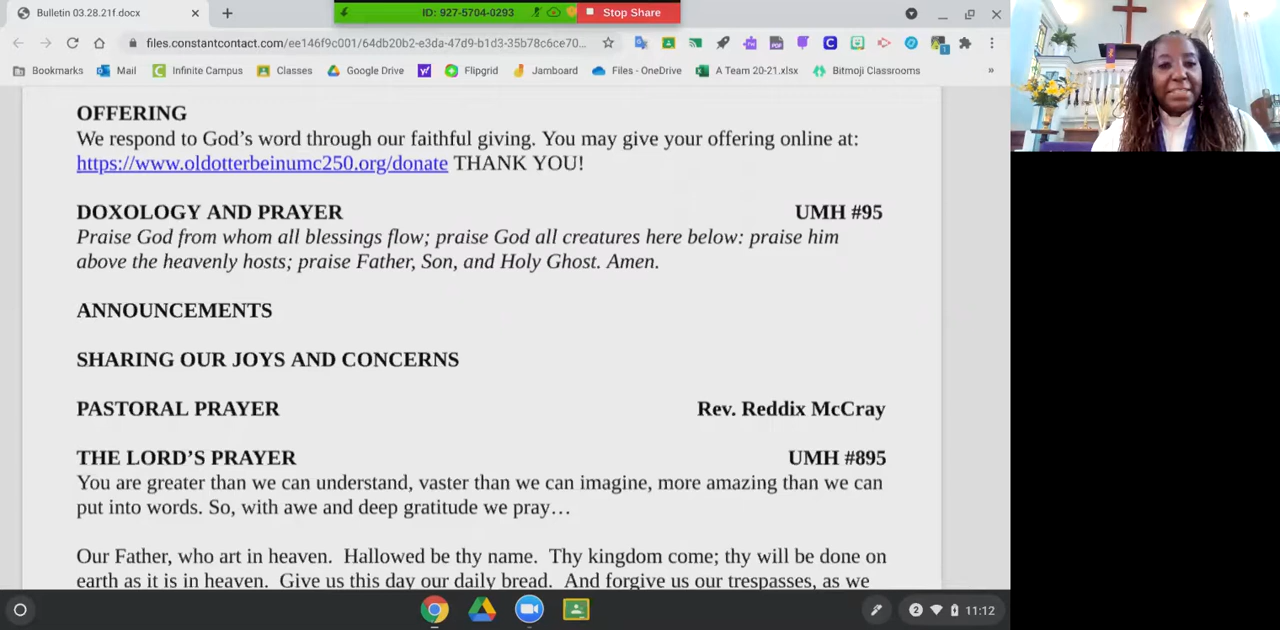 Bulletin 03.28.21f.docx
ID: 927-5704-0293
Stop Share
files.constantcontact.com/ee146f9c001/64db20b2-e3da-47d9-b1d3-35b78c6ce70...
Bookmarks Mail Infinite Campus Classes Google Drive Flipgrid Jamboard Files - OneDrive A Team 20-21.xlsx Bitmoji Classrooms »
OFFERING
We respond to God's word through our faithful giving. You may give your offering online at:
https://www.oldotterbeinumc250.org/donate THANK YOU!
DOXOLOGY AND PRAYER UMH #95
Praise God from whom all blessings flow; praise God all creatures here below: praise him
above the heavenly hosts; praise Father, Son, and Holy Ghost. Amen.
ANNOUNCEMENTS
SHARING OUR JOYS AND CONCERNS
PASTORAL PRAYER Rev. Reddix McCray
THE LORD'S PRAYER UMH #895
You are greater than we can understand, vaster than we can imagine, more amazing than we can
put into words. So, with awe and deep gratitude we pray…
Our Father, who art in heaven. Hallowed be thy name. Thy kingdom come; thy will be done on
earth as it is in heaven. Give us this day our daily bread. And forgive us our trespasses, as we
2 11:12